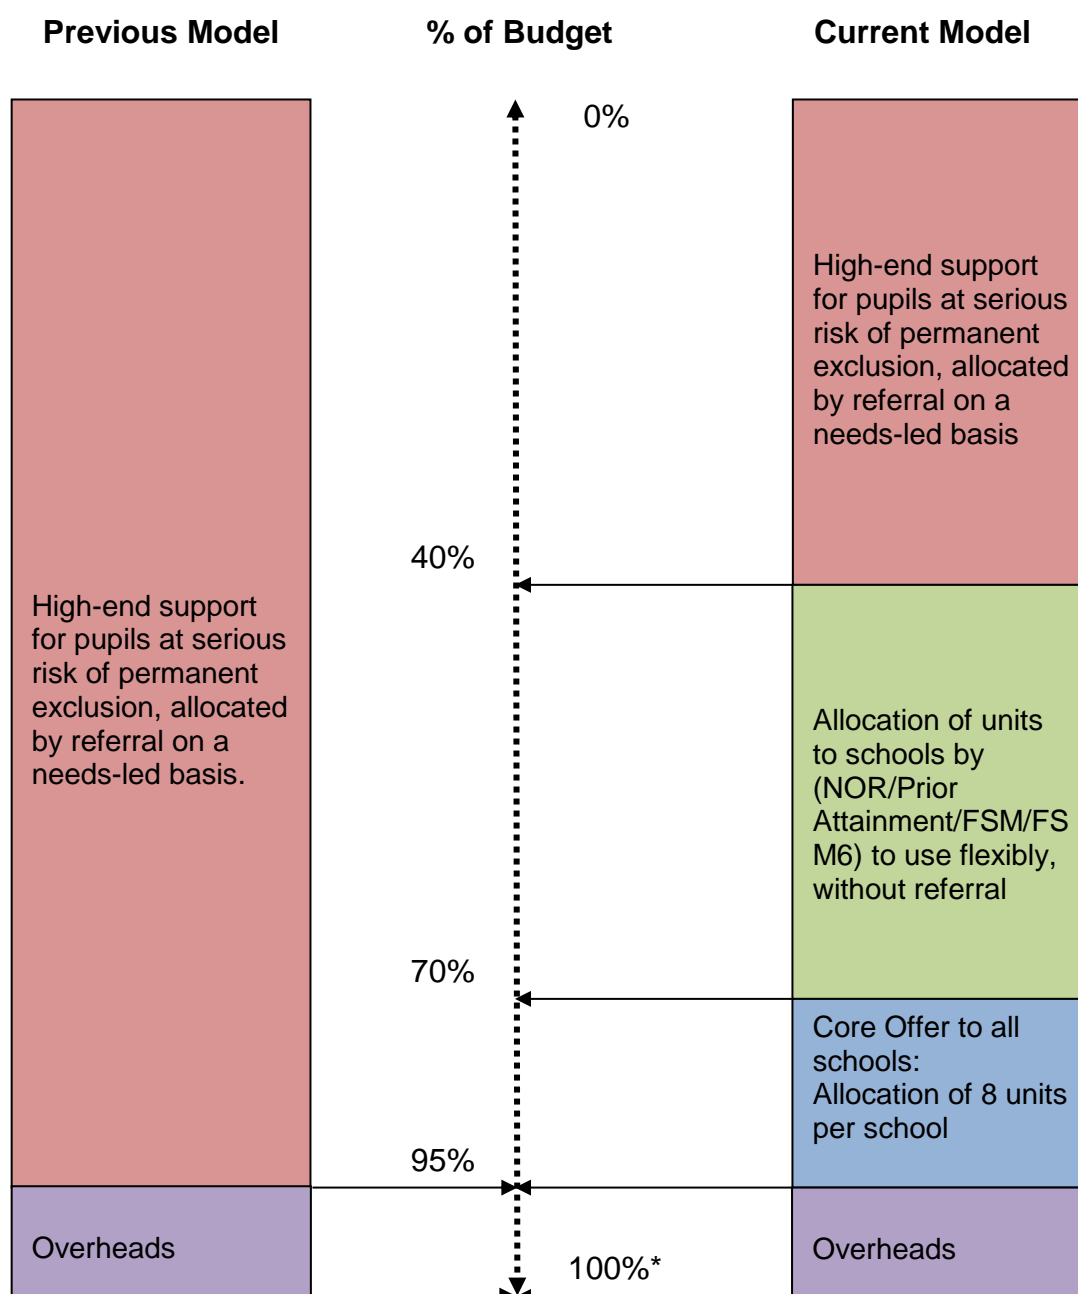 Previous Model
% of Budget
Current Model
0%
High-end support
for pupils at serious
risk of permanent
exclusion, allocated
by referral on a
needs-led basis
40%
High-end support
for pupils at serious
risk of permanent
exclusion, allocated
by referral on a
needs-led basis.
Allocation of units
to schools by
(NOR/Prior
Attainment/FSM/FS
M6) to use flexibly,
without referral
70%
Core Offer to all
schools:
Allocation of 8 units
per school
95%
Overheads
100%*
Overheads